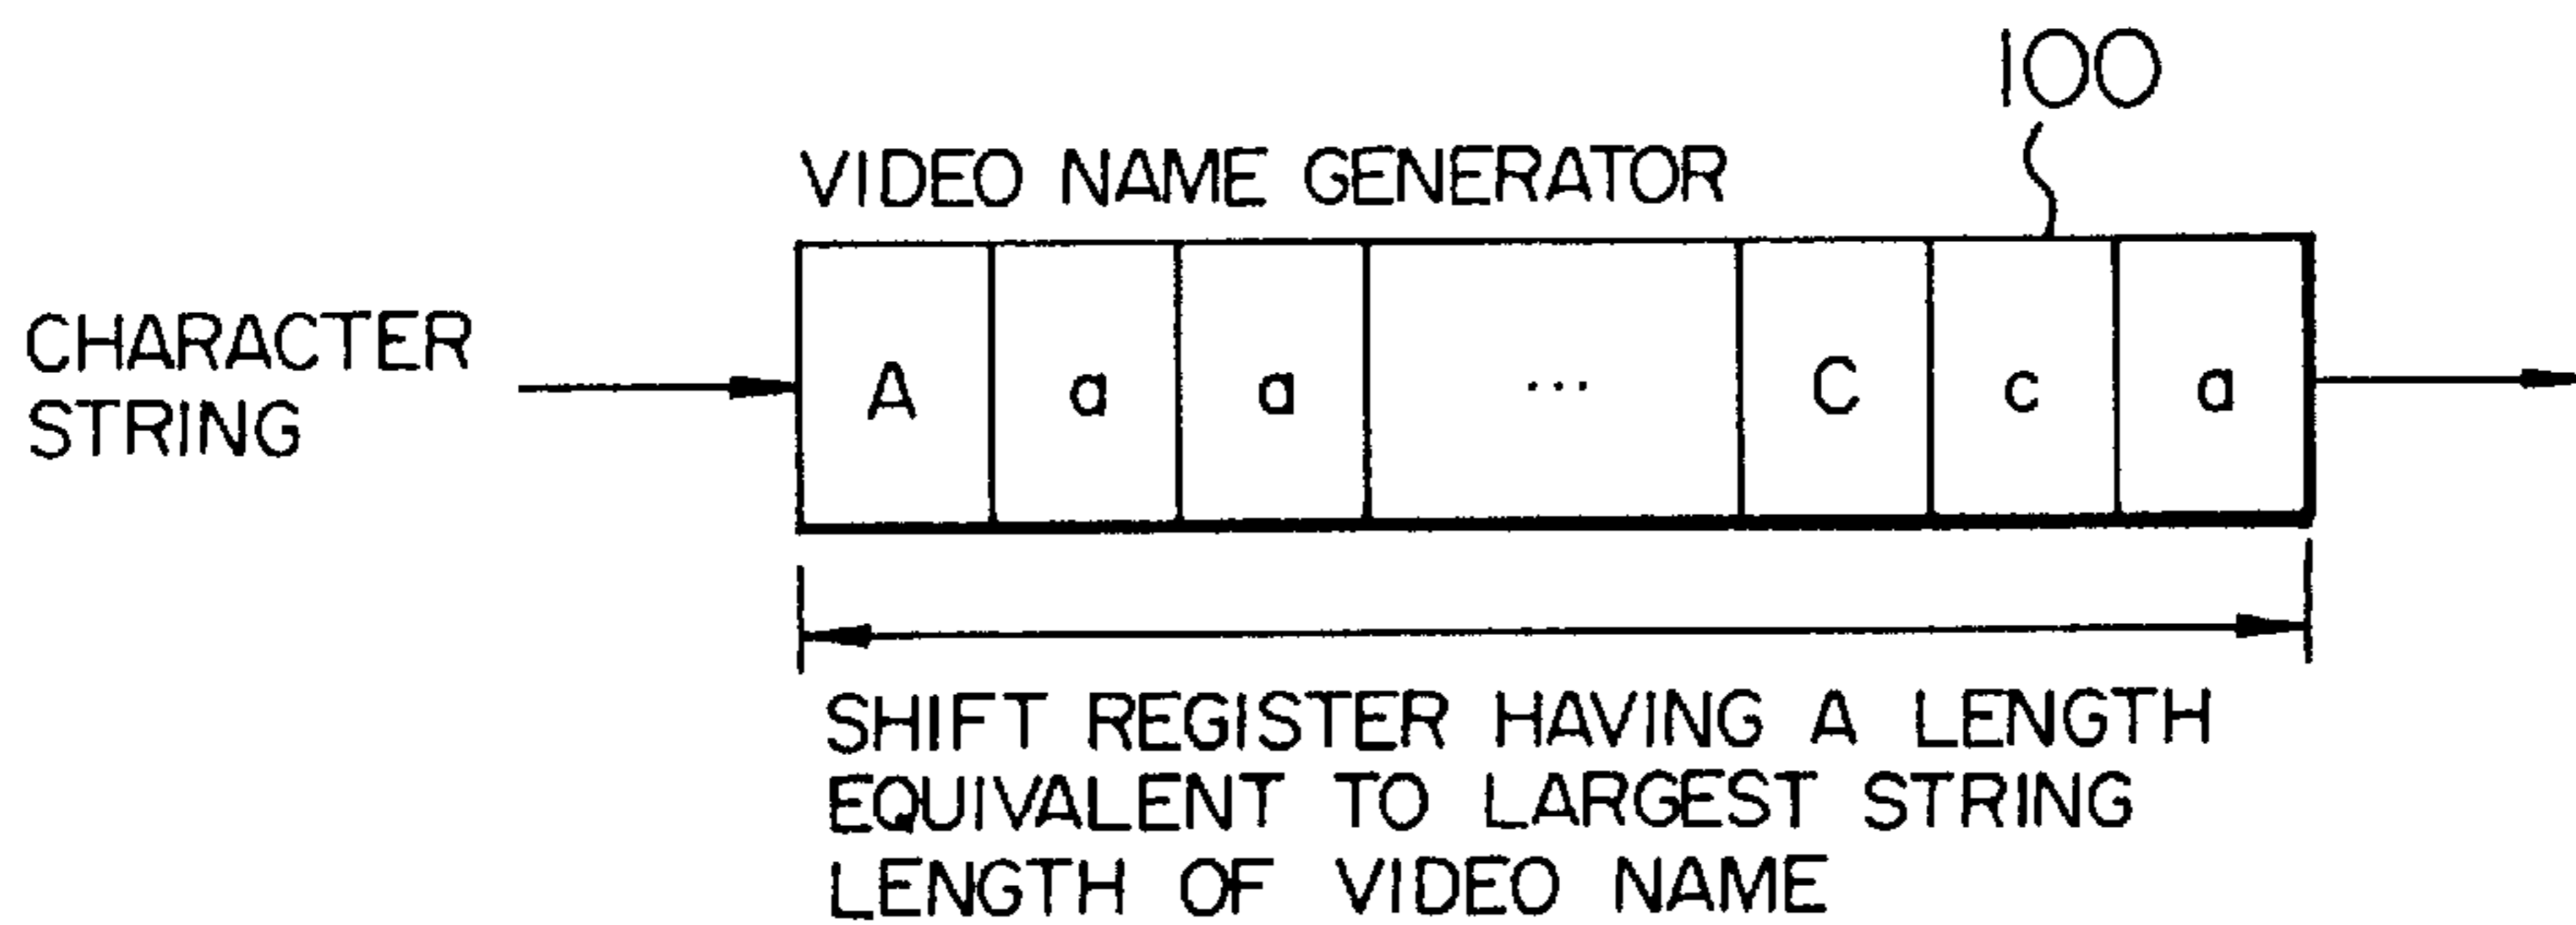 100
VIDEO NAME GENERATOR
CHARACTER
STRING
A a a ... C c a
SHIFT REGISTER HAVING A LENGTH
EQUIVALENT TO LARGEST STRING
LENGTH OF VIDEO NAME